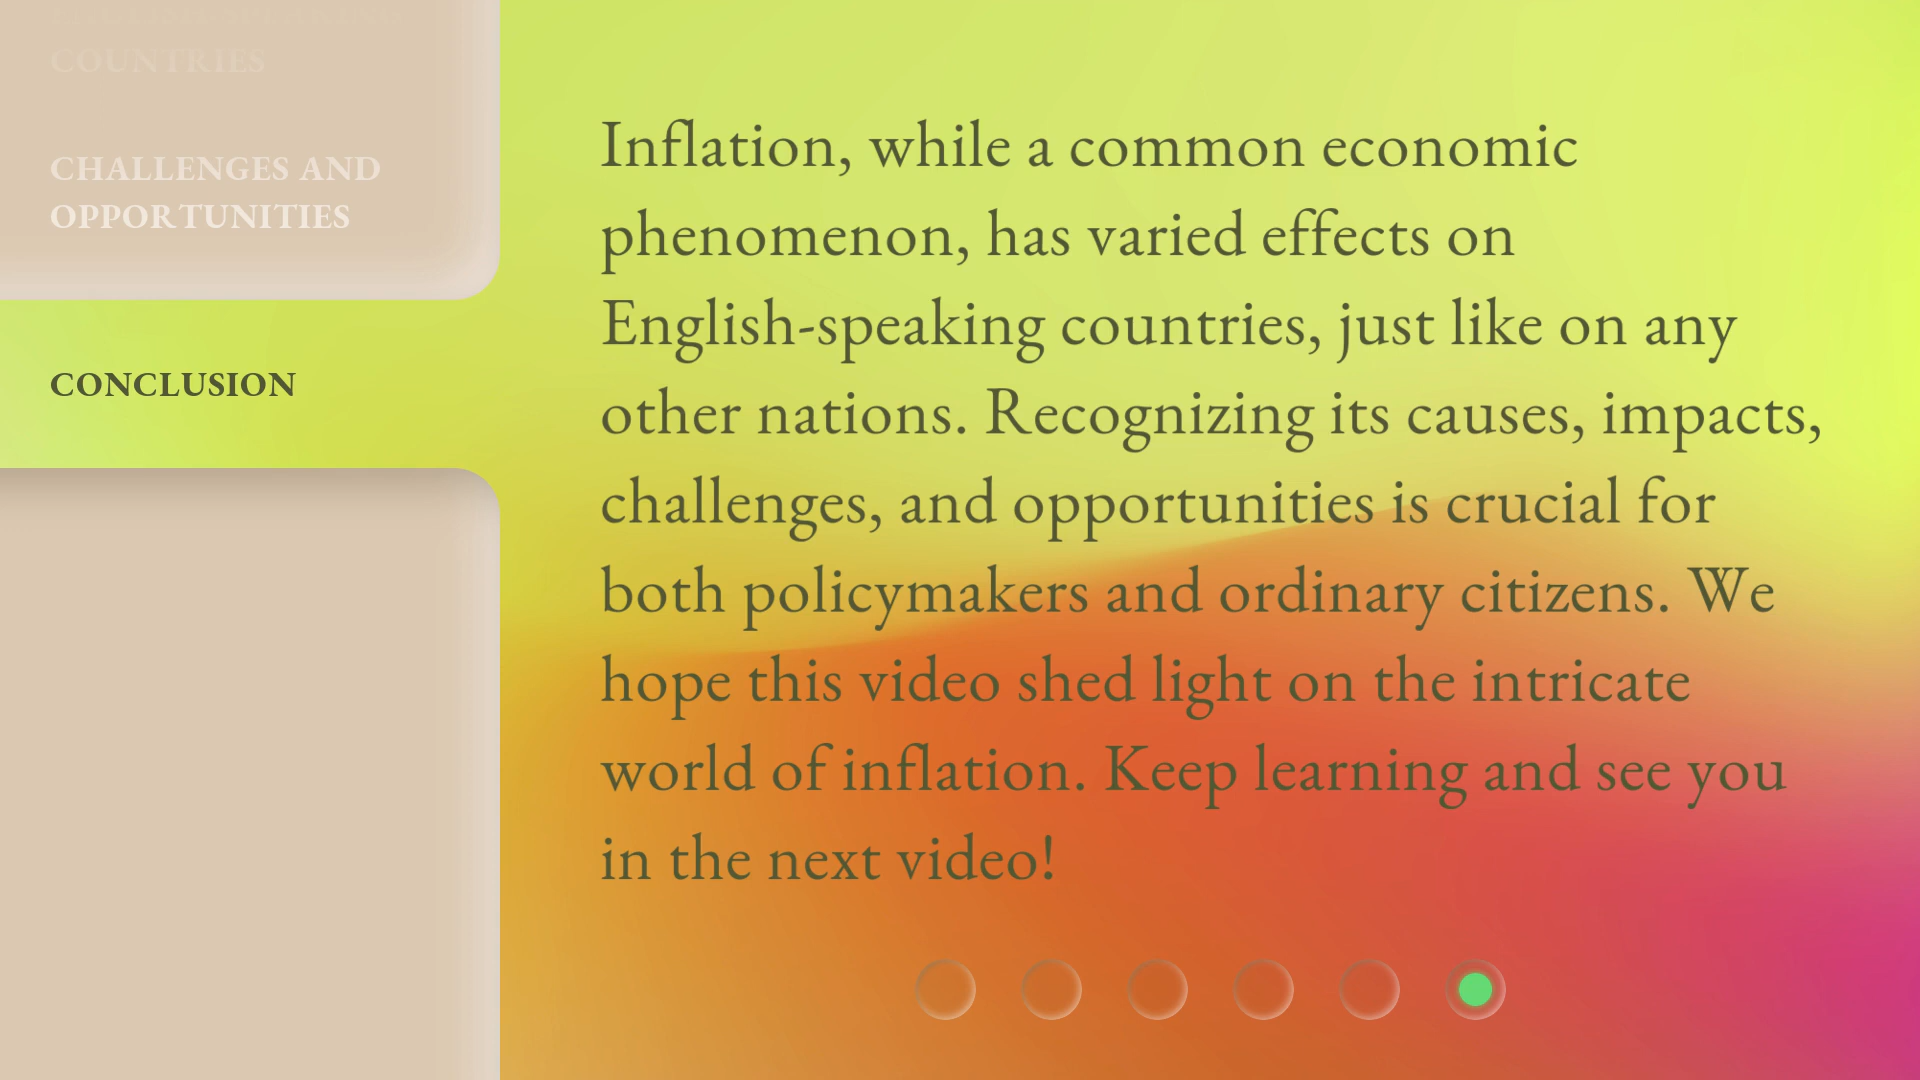 COUNTRIES
CHALLENGES AND
OPPORTUNITIES
CONCLUSION
Inflation, while a common economic
phenomenon, has varied effects on
English-speaking countries, just like on any
other nations. Recognizing its causes, impacts,
challenges, and opportunities is crucial for
both policymakers and ordinary citizens. We
hope this video shed light on the intricate
world of inflation. Keep learning and see you
in the next video!